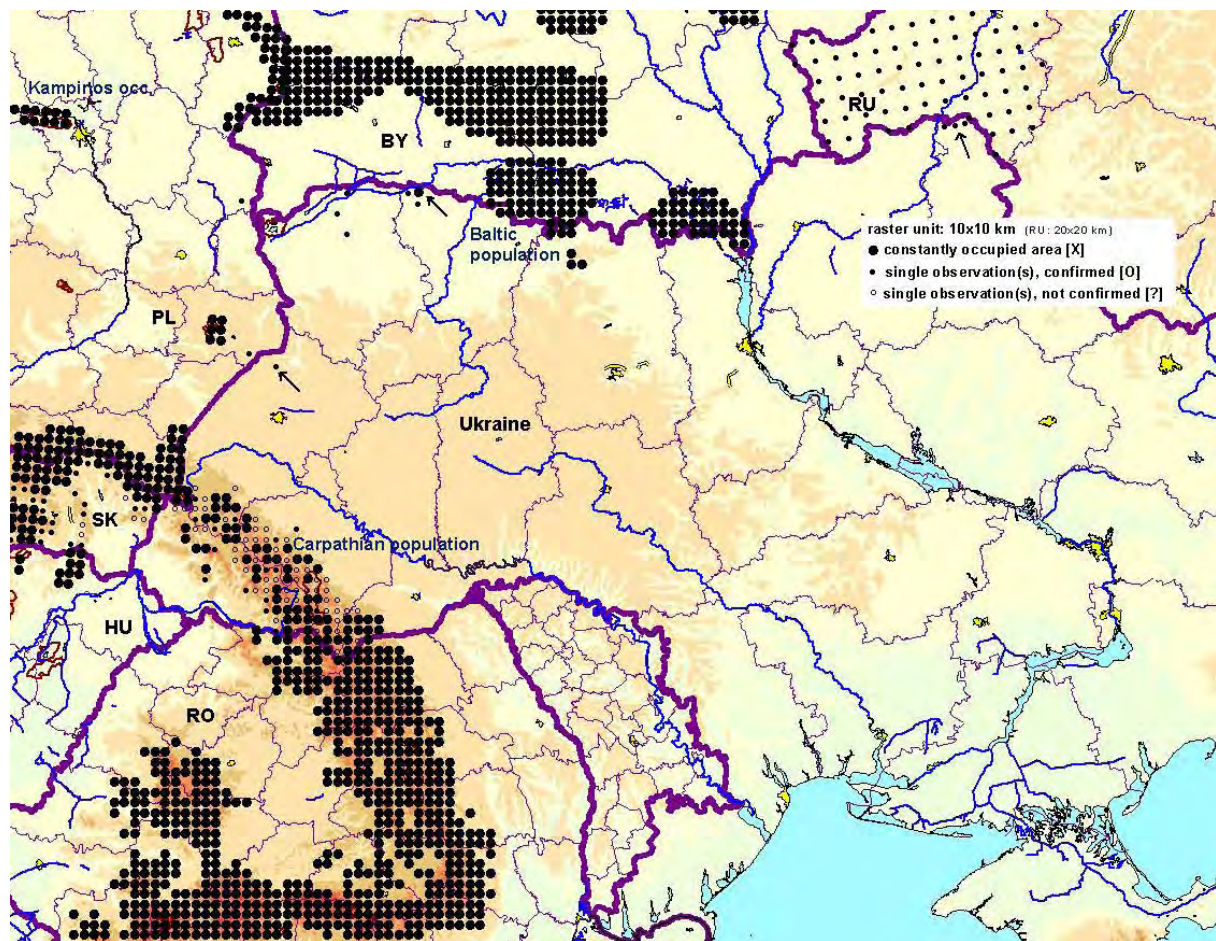 Kampinos occ.
RU
BY
raster unit: 10x10 km (RU: 20x20 km)
constantly occupied area [X]
single observation(s), confirmed [O]
single observation(s), not confirmed [?]
Baltic
population
PL
Ukraine
SK
Carpathian population
HU
RO